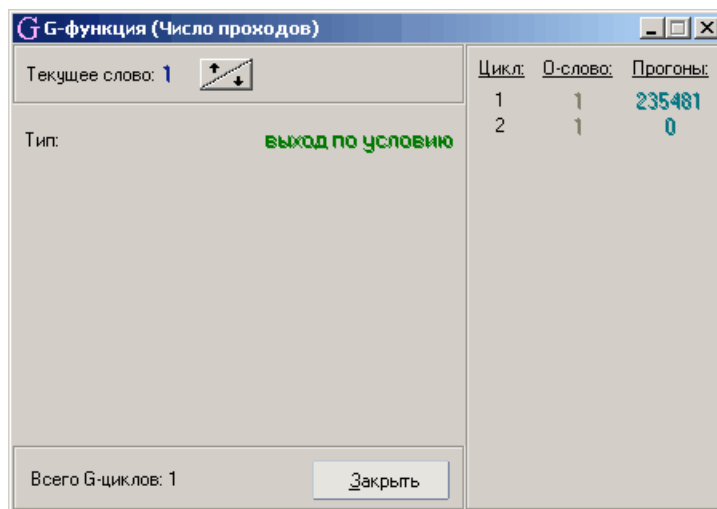 G G-функция (Число проходов)
Текущее слово: 1
Тип: выход по условию
Всего G-циклов: 1
Закрыть
Цикл: О-слово: Прогоны:
1 1 235481
2 1 0